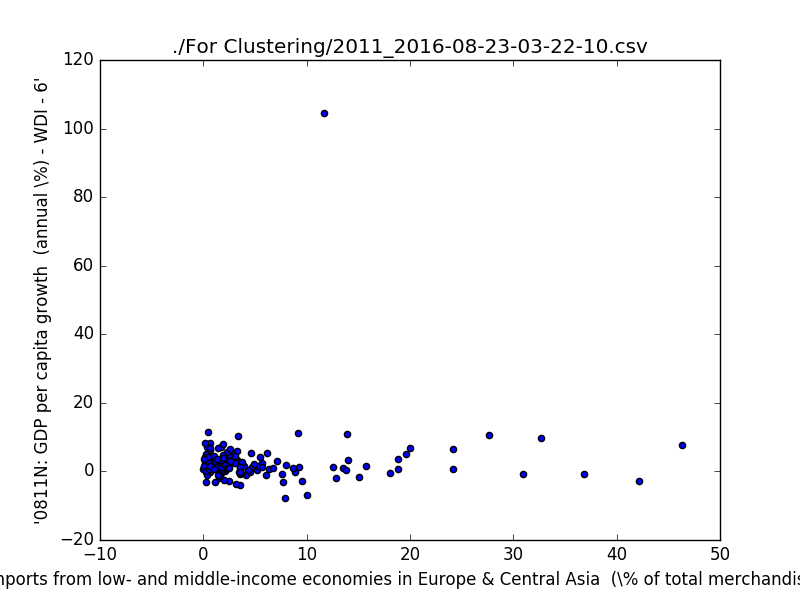 ./For Clustering/2011_2016-08-23-03-22-10.csv
'0811N: GDP per capita growth  (annual \%) - WDI - 6'
120
100
80
60
40
20
0
−20
−10 0 10 20 30 40 50
from low- and middle-income economies in Europe & Central Asia  (\% of total